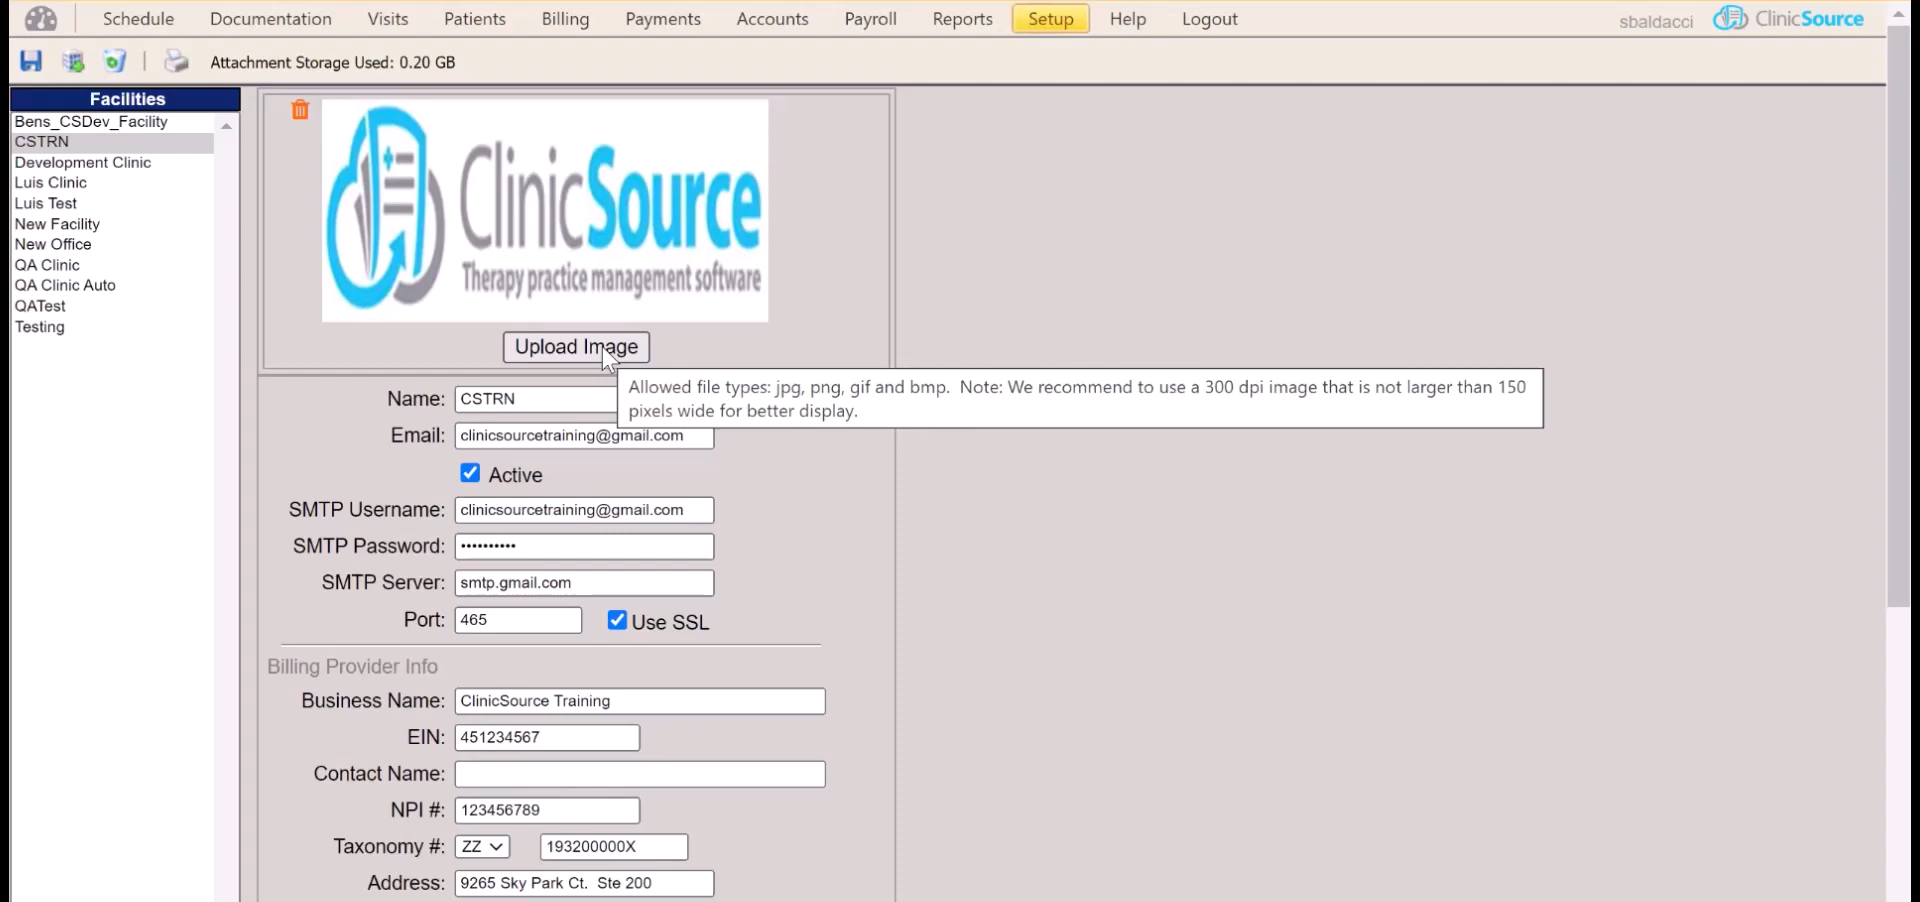 Schedule Documentation Visits Patients Billing Payments Accounts Payroll Reports Setup Help Logout sbaldacci ClinicSource
Attachment Storage Used: 0.20 GB
Facilities
Bens_CSDev_Facility
CSTRN
Development Clinic
Luis Clinic
Luis Test
New Facility
New Office
QA Clinic
QA Clinic Auto
QATest
Testing
ClinicSource
Therapy practice management software
Upload Image
Allowed file types: jpg, png, gif and bmp. Note: We recommend to use a 300 dpi image that is not larger than 150
pixels wide for better display.
Name: CSTRN
Email: clinicsourcetraining@gmail.com
Active
SMTP Username: clinicsourcetraining@gmail.com
SMTP Password: ••••••••••
SMTP Server: smtp.gmail.com
Port: 465 Use SSL
Billing Provider Info
Business Name: ClinicSource Training
EIN: 451234567
Contact Name:
NPI #: 123456789
Taxonomy #: ZZ 193200000X
Address: 9265 Sky Park Ct. Ste 200